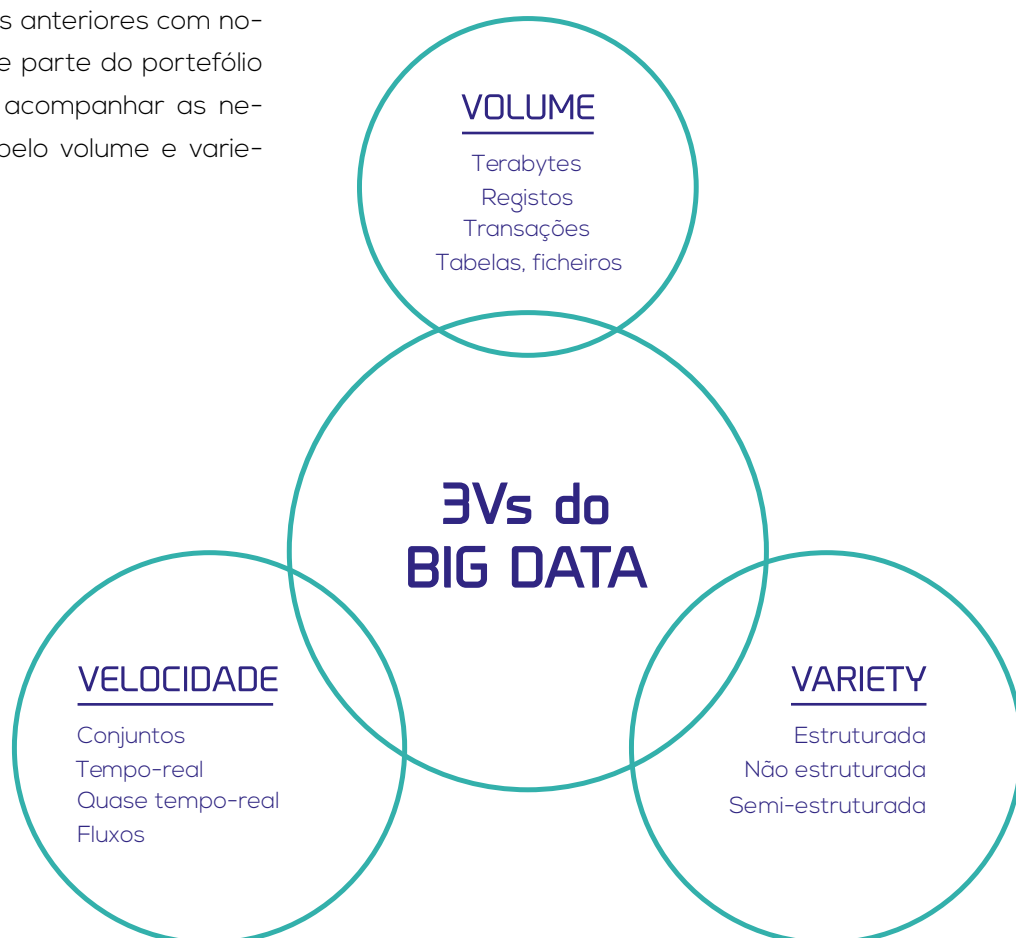 s anteriores com no-
e parte do portefólio
acompanhar as ne-
pelo volume e varie-
VOLUME
Terabytes
Registos
Transações
Tabelas, ficheiros
3Vs do
BIG DATA
VELOCIDADE
Conjuntos
Tempo-real
Quase tempo-real
Fluxos
VARIETY
Estruturada
Não estruturada
Semi-estruturada